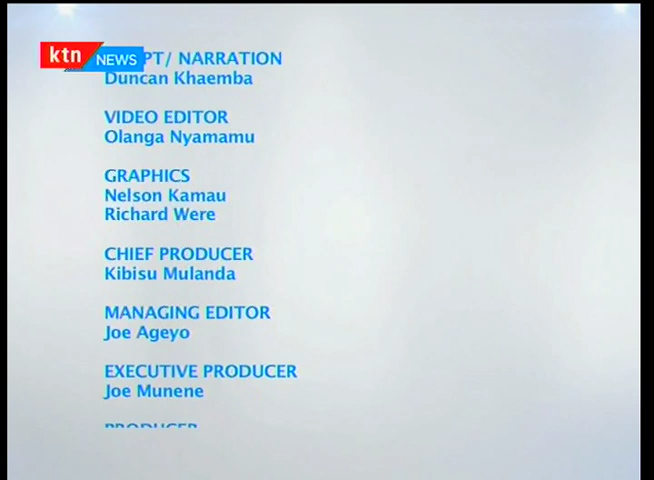 ktn NEWS
PT/ NARRATION
Duncan Khaemba
VIDEO EDITOR
Olanga Nyamamu
GRAPHICS
Nelson Kamau
Richard Were
CHIEF PRODUCER
Kibisu Mulanda
MANAGING EDITOR
Joe Ageyo
EXECUTIVE PRODUCER
Joe Munene
PRODUCER